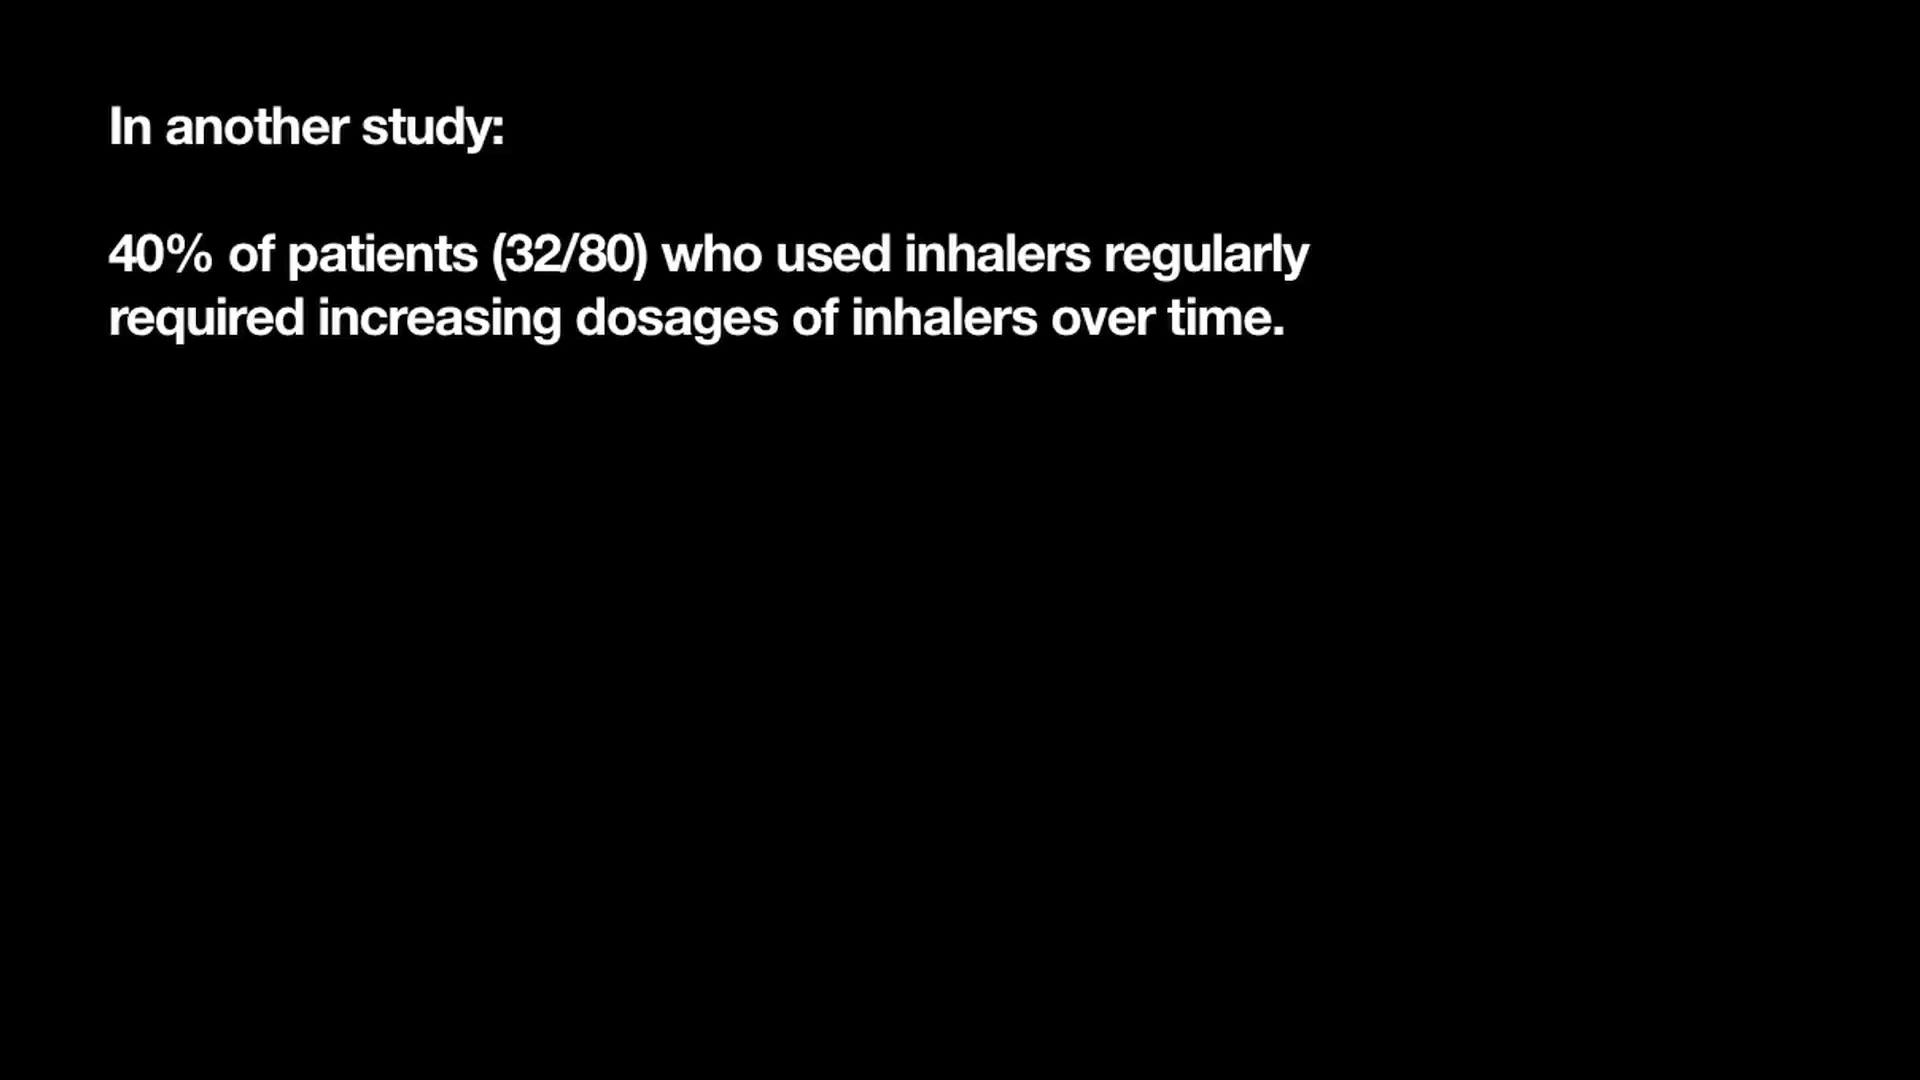 In another study:
40% of patients (32/80) who used inhalers regularly
required increasing dosages of inhalers over time.